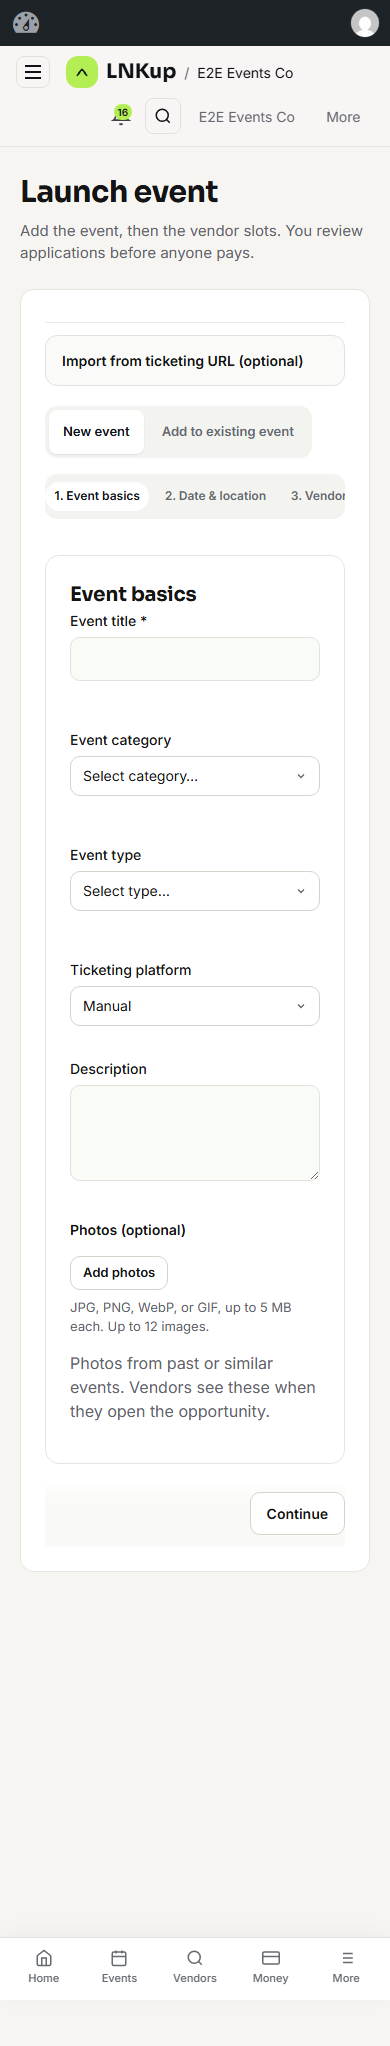 LNKup / E2E Events Co
16
E2E Events Co
More
Launch event
Add the event, then the vendor slots. You review
applications before anyone pays.
Import from ticketing URL (optional)
New event
Add to existing event
1. Event basics
2. Date & location
3. Vendor
Event basics
Event title *
Event category
Select category...
Event type
Select type...
Ticketing platform
Manual
Description
Photos (optional)
Add photos
JPG, PNG, WebP, or GIF, up to 5 MB
each. Up to 12 images.
Photos from past or similar
events. Vendors see these when
they open the opportunity.
Continue
Home
Events
Vendors
Money
More